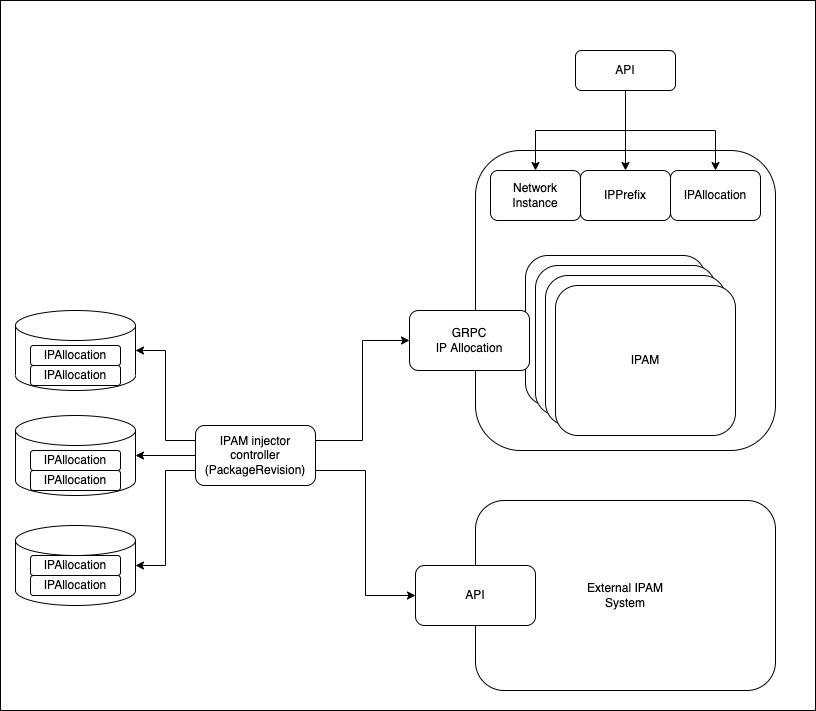 API
Network
Instance
IPPrefix
IPAllocation
GRPC
IP Allocation
IPAM
IPAllocation
IPAllocation
IPAllocation
IPAllocation
IPAllocation
IPAllocation
IPAM injector
controller
(PackageRevision)
API
External IPAM
System